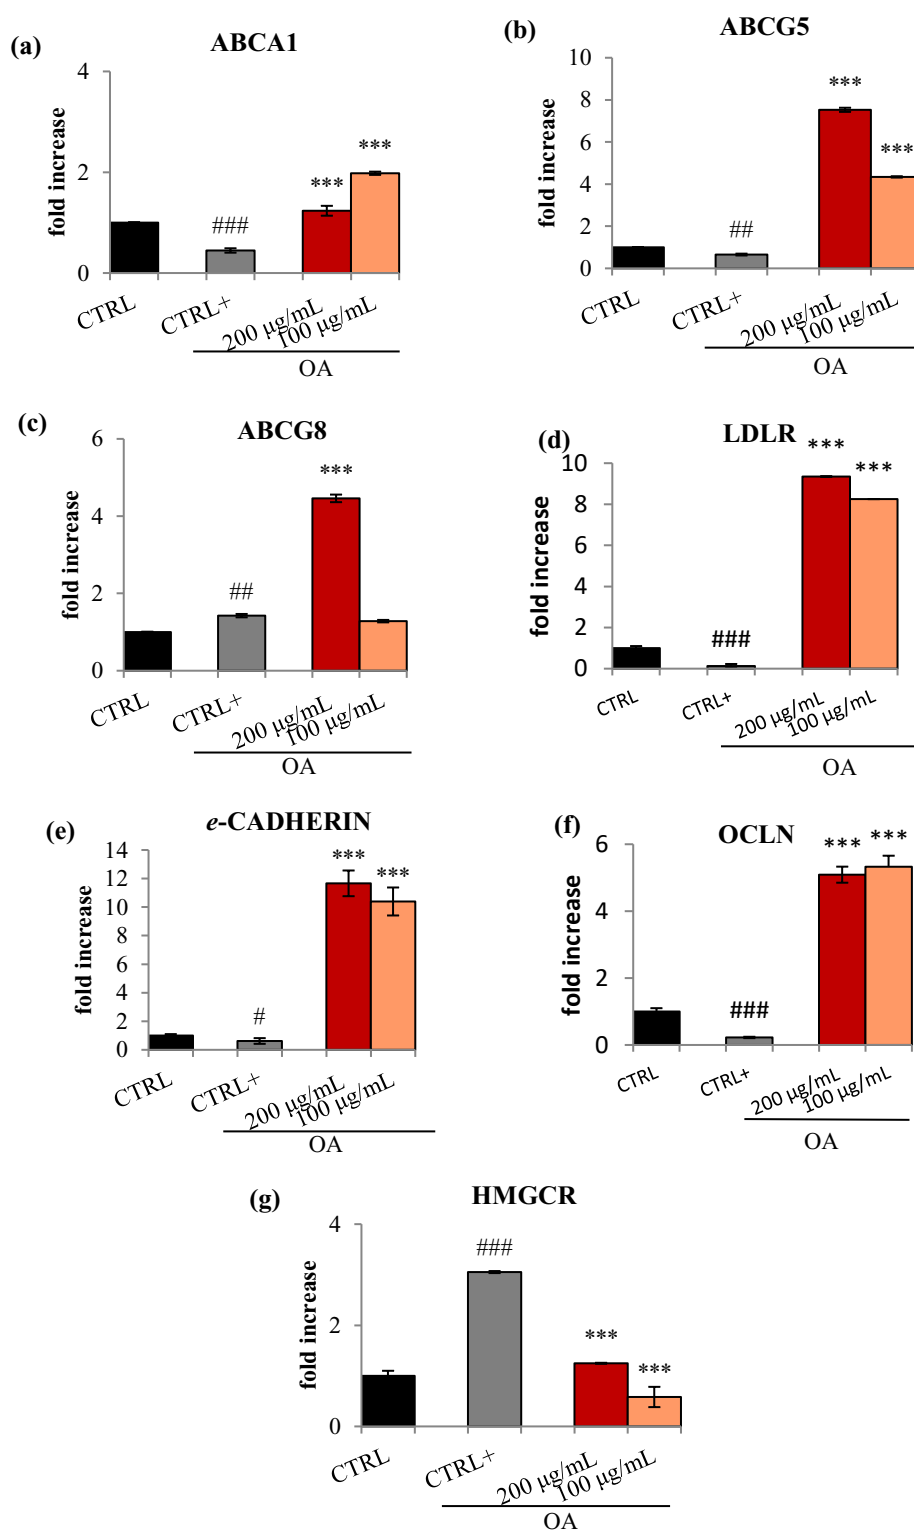 (a)
ABCA1
fold increase
4
2
0
###
***
***
CTRL
CTRL+
200 µg/mL
100 µg/mL
OA
(b)
ABCG5
fold increase
10
8
6
4
2
0
##
***
***
CTRL
CTRL+
200 µg/mL
100 µg/mL
OA
(c)
ABCG8
fold increase
6
4
2
0
##
***
CTRL
CTRL+
200 µg/mL
100 µg/mL
OA
(d)
LDLR
fold increase
10
8
6
4
2
0
###
***
***
CTRL
CTRL+
200 µg/mL
100 µg/mL
OA
(e)
e-CADHERIN
fold increase
14
12
10
8
6
4
2
0
#
***
***
CTRL
CTRL+
200 µg/mL
100 µg/mL
OA
(f)
OCLN
fold increase
6
4
2
0
###
***
***
CTRL
CTRL+
200 µg/mL
100 µg/mL
OA
(g)
HMGCR
fold increase
4
2
0
###
***
***
CTRL
CTRL+
200 µg/mL
100 µg/mL
OA